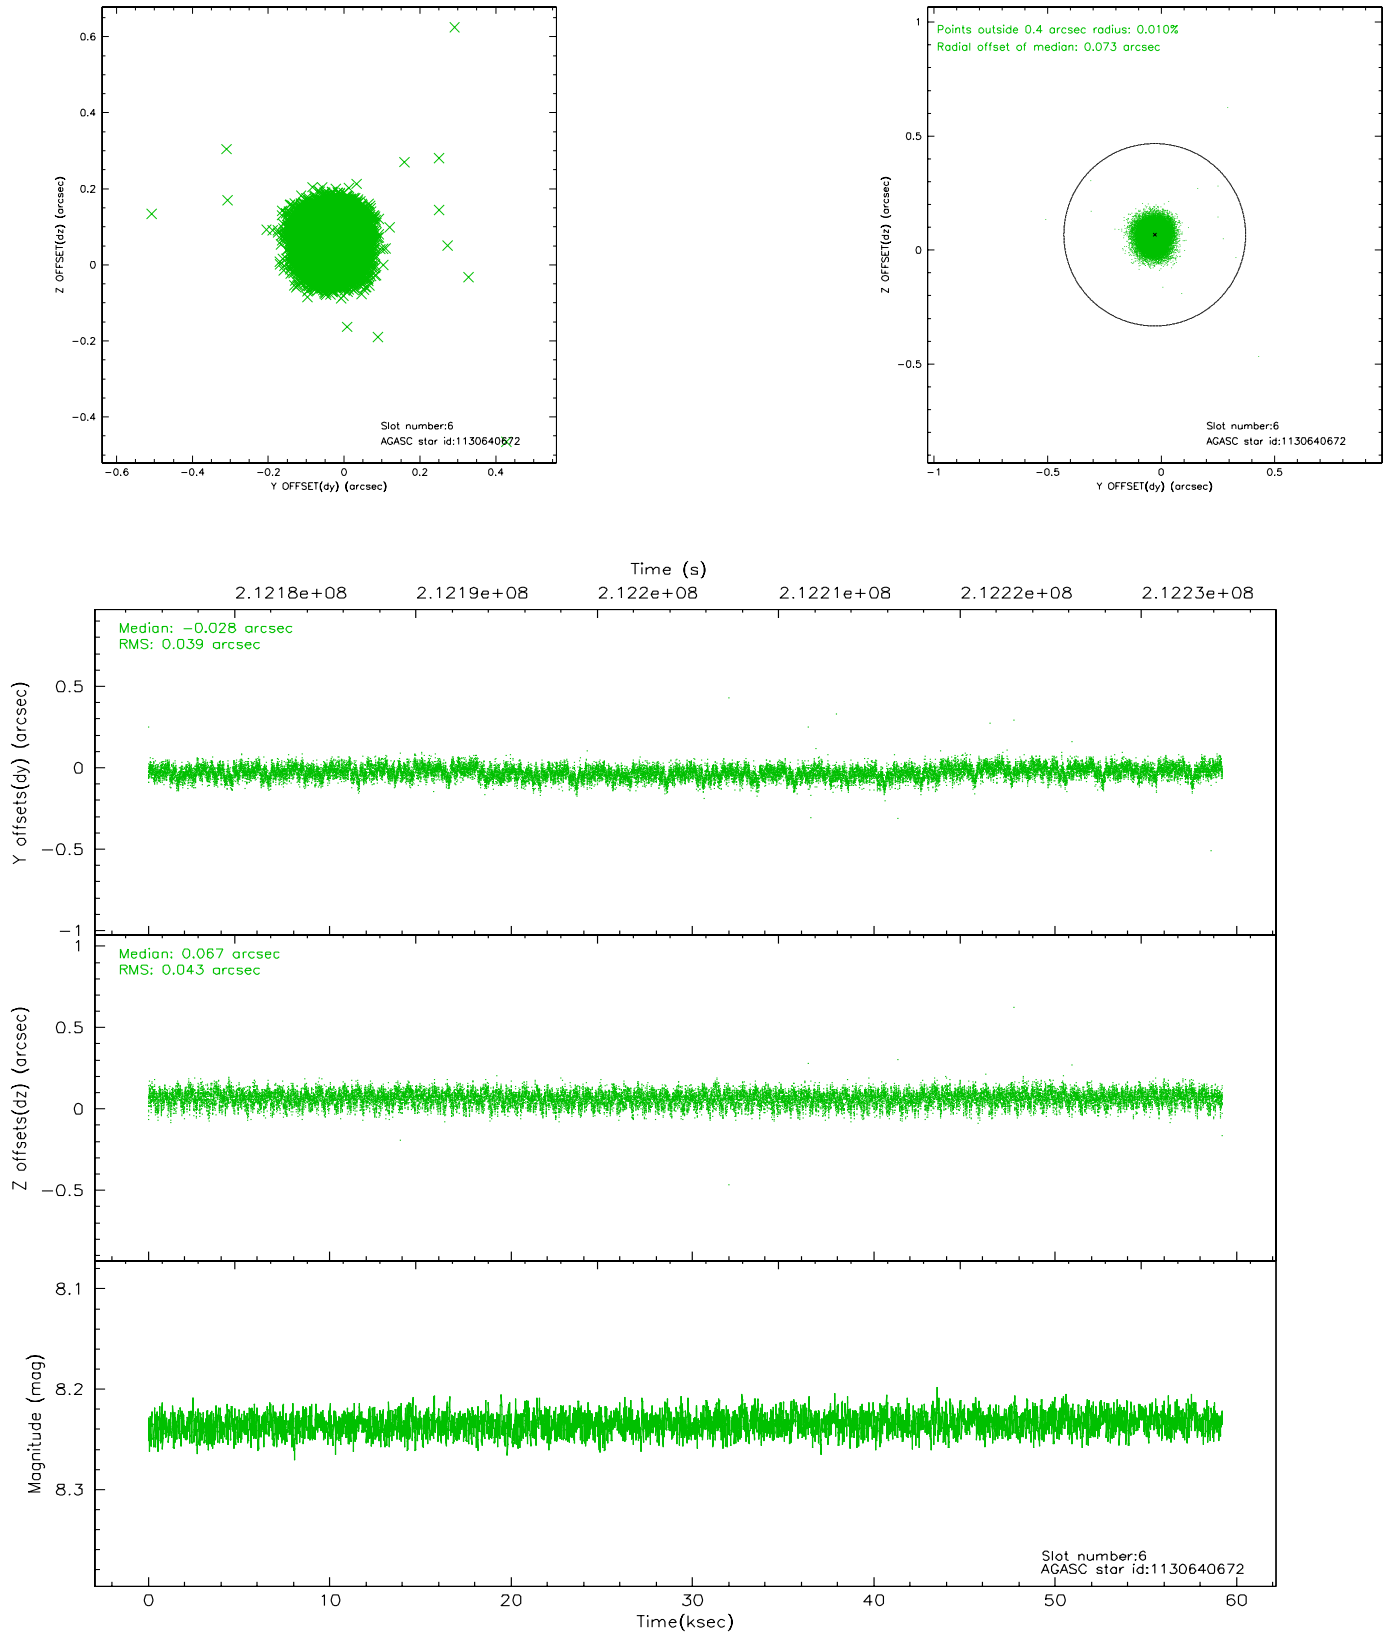 0.6
0.4
0.2
0
−0.2
−0.4
Z OFFSET(dz) (arcsec)
Slot number:6
AGASC star id:1130640672
−0.6 −0.4 −0.2 0 0.2 0.4
Y OFFSET(dy) (arcsec)
Points outside 0.4 arcsec radius: 0.010%
Radial offset of median: 0.073 arcsec
1
0.5
0
−0.5
Z OFFSET(dz) (arcsec)
Slot number:6
AGASC star id:1130640672
−1 −0.5 0 0.5
Y OFFSET(dy) (arcsec)
Time (s)
2.1218e+08 2.1219e+08 2.122e+08 2.1221e+08 2.1222e+08 2.1223e+08
Median: −0.028 arcsec
RMS: 0.039 arcsec
0.5
0
−0.5
−1
Y offsets(dy) (arcsec)
Median: 0.067 arcsec
RMS: 0.043 arcsec
1
0.5
0
−0.5
Z offsets(dz) (arcsec)
8.1
8.2
8.3
Magnitude (mag)
Slot number:6
AGASC star id:1130640672
0 10 20 30 40 50 60
Time(ksec)